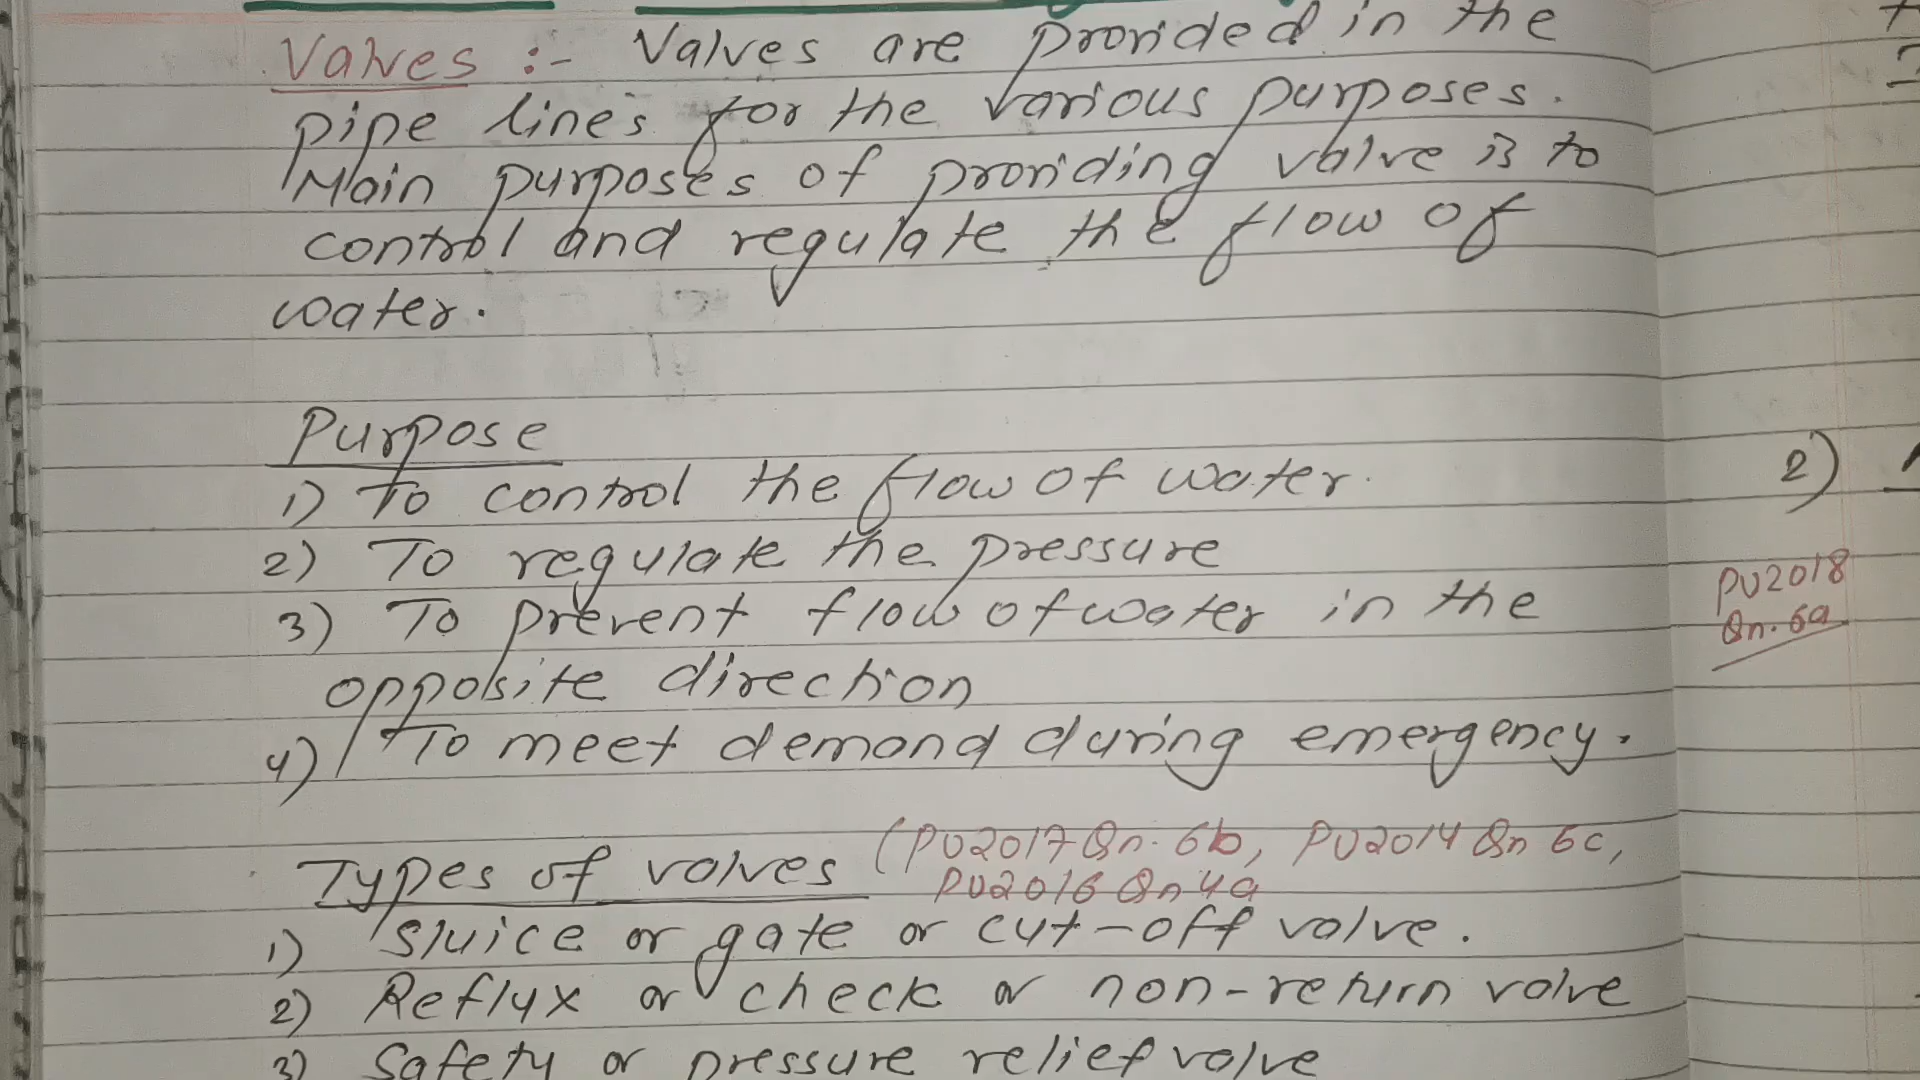 Valves :- Valves are provided in the
pipe lines for the various purposes.
Main purposes of providing valve is to
control and regulate the flow of
water.
Purpose
1) To control the flow of water.
2) To regulate the pressure
3) To prevent flow of water in the
opposite direction
4) To meet demand during emergency.
Types of valves (PU2017 Qn. 6b, PU2014 Qn 6c,
PU2016 Qn 4a
1) Sluice or gate or cut-off valve.
2) Reflux or check or non-return valve
3) Safety or pressure relief valve
2)
PU2018
Qn. 6a